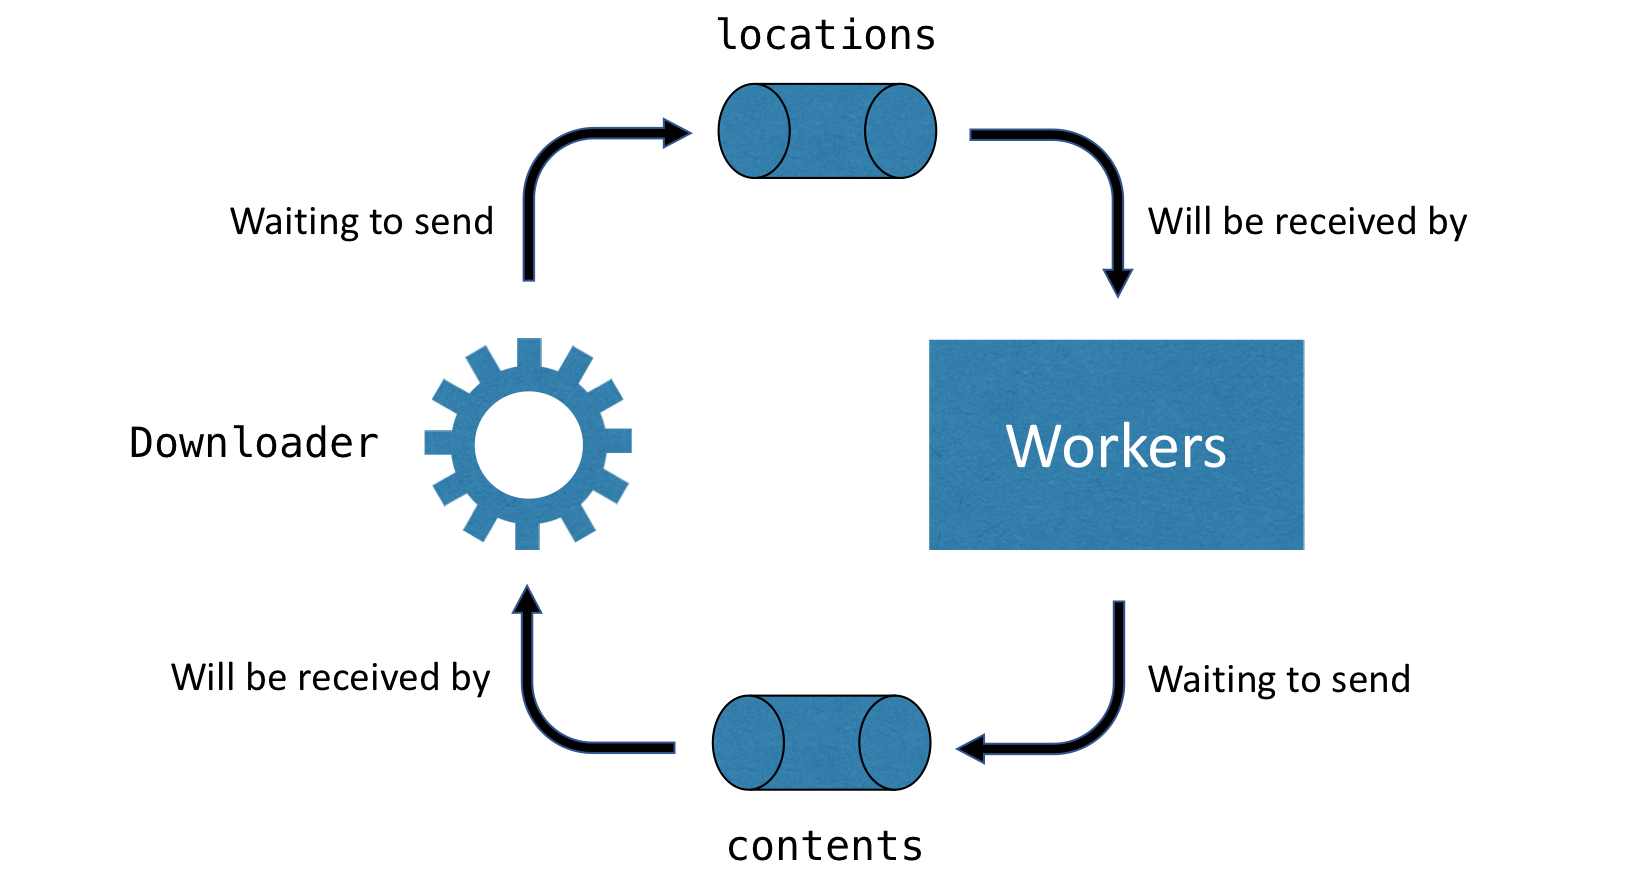 locations
Waiting to send
Will be received by
Downloader
Workers
Will be received by
Waiting to send
contents